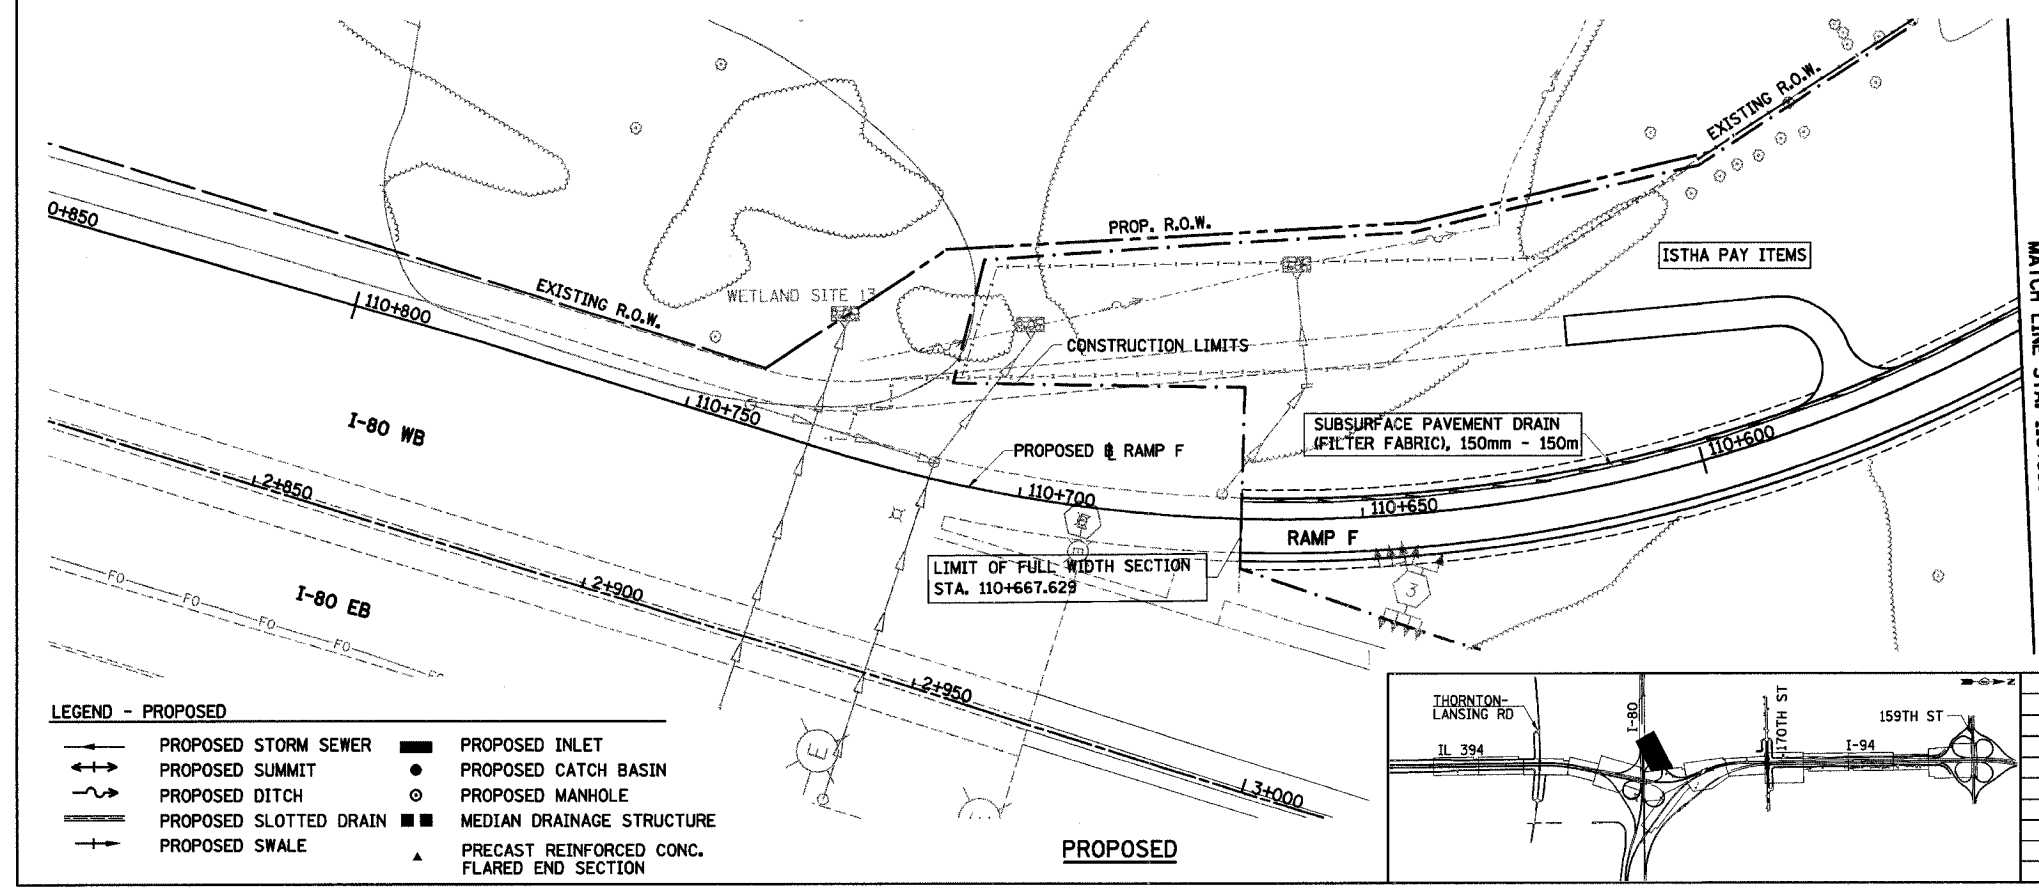 EXISTING R.O.W.
PROP. R.O.W.
ISTHA PAY ITEMS
0+850
110+800
EXISTING R.O.W.
WETLAND SITE 13
CONSTRUCTION LIMITS
110+750
I-80 WB
PROPOSED ℄ RAMP F
SUBSURFACE PAVEMENT DRAIN
(FILTER FABRIC), 150mm - 150m
110+600
2+850
110+700
110+650
RAMP F
LIMIT OF FULL WIDTH SECTION
STA. 110+667.629
3
2+900
I-80 EB
FO
FO
FO
FO
2+950
E
3+000
MATCH LINE STA.
LEGEND - PROPOSED
PROPOSED STORM SEWER
PROPOSED SUMMIT
PROPOSED DITCH
PROPOSED SLOTTED DRAIN
PROPOSED SWALE
PROPOSED INLET
PROPOSED CATCH BASIN
PROPOSED MANHOLE
MEDIAN DRAINAGE STRUCTURE
PRECAST REINFORCED CONC.
FLARED END SECTION
PROPOSED
THORNTON-
LANSING RD
I-80
170TH ST
159TH ST
IL 394
I-94
N